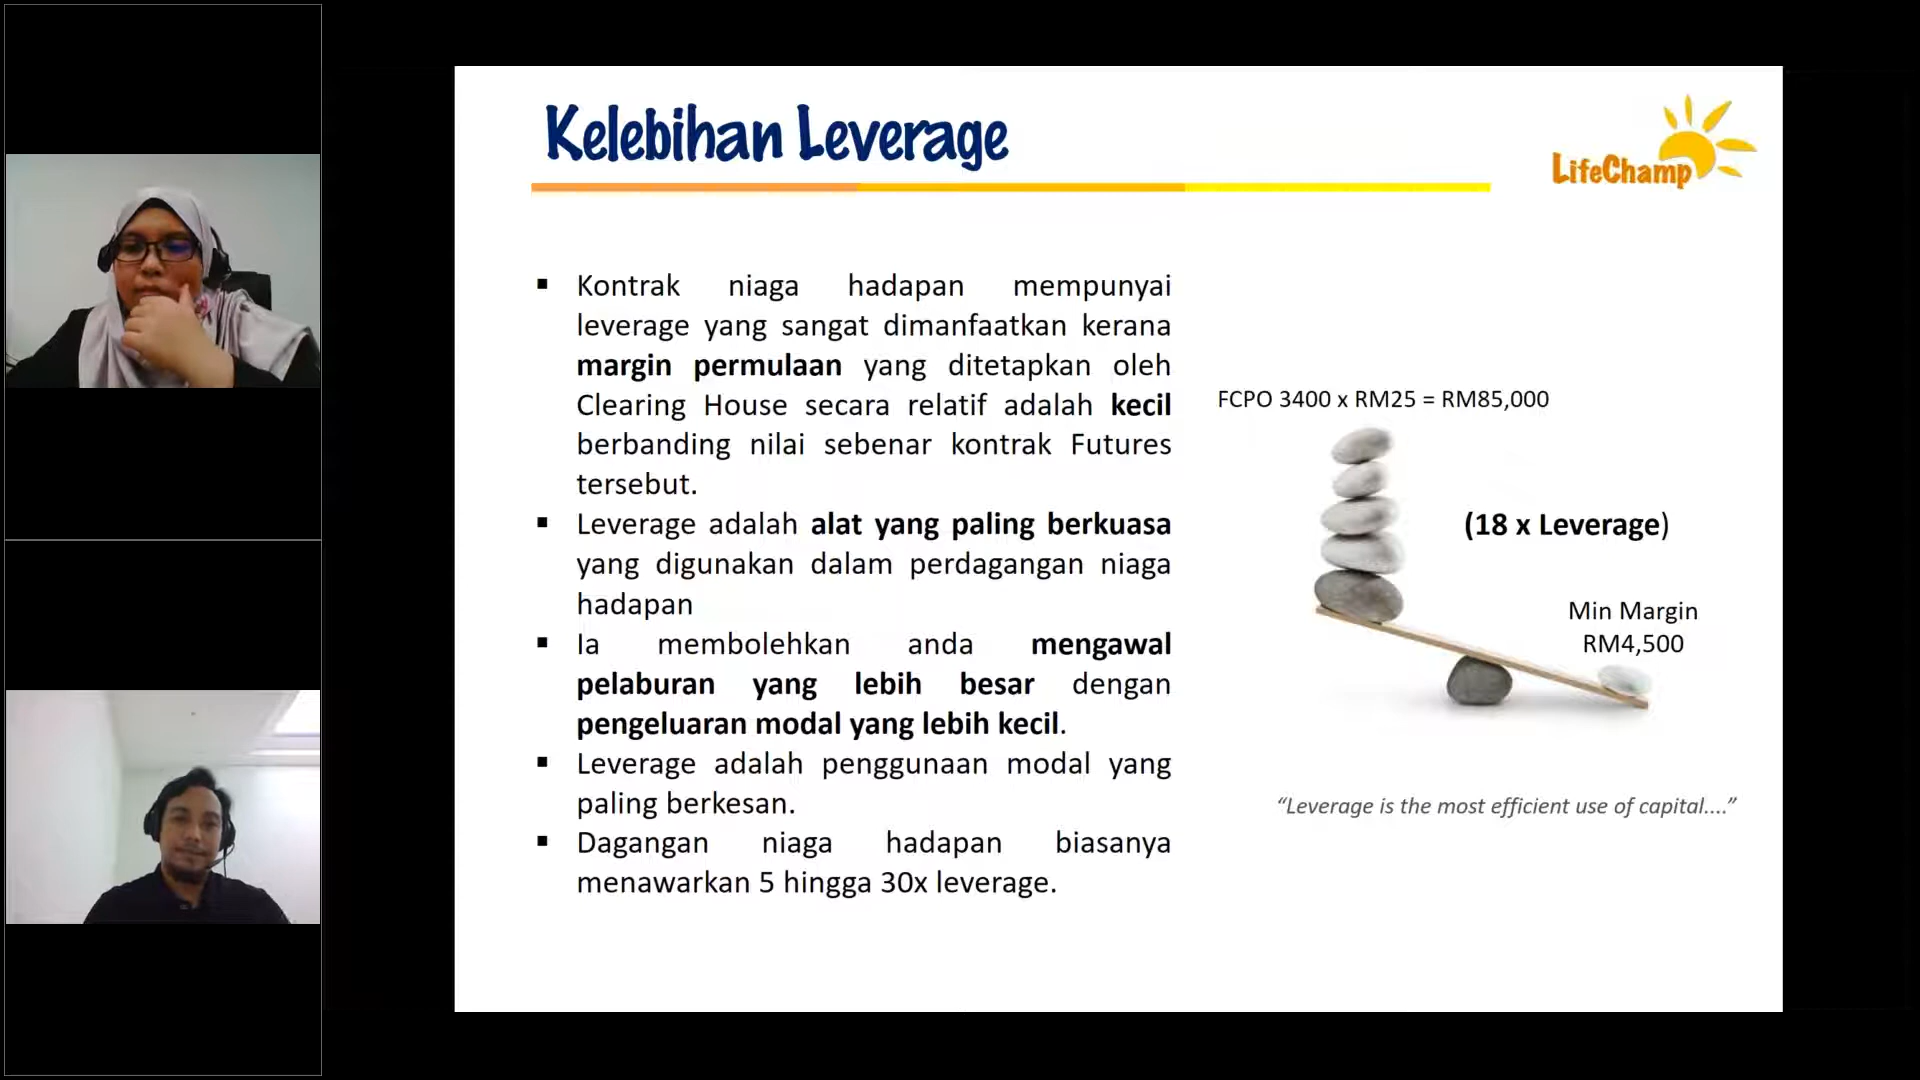 Kelebihan Leverage
LifeChamp
▪ Kontrak niaga hadapan mempunyai
leverage yang sangat dimanfaatkan kerana
margin permulaan yang ditetapkan oleh
Clearing House secara relatif adalah kecil
berbanding nilai sebenar kontrak Futures
tersebut.
▪ Leverage adalah alat yang paling berkuasa
yang digunakan dalam perdagangan niaga
hadapan
▪ Ia membolehkan anda mengawal
pelaburan yang lebih besar dengan
pengeluaran modal yang lebih kecil.
▪ Leverage adalah penggunaan modal yang
paling berkesan.
▪ Dagangan niaga hadapan biasanya
menawarkan 5 hingga 30x leverage.
FCPO 3400 x RM25 = RM85,000
(18 x Leverage)
Min Margin
RM4,500
“Leverage is the most efficient use of capital....”